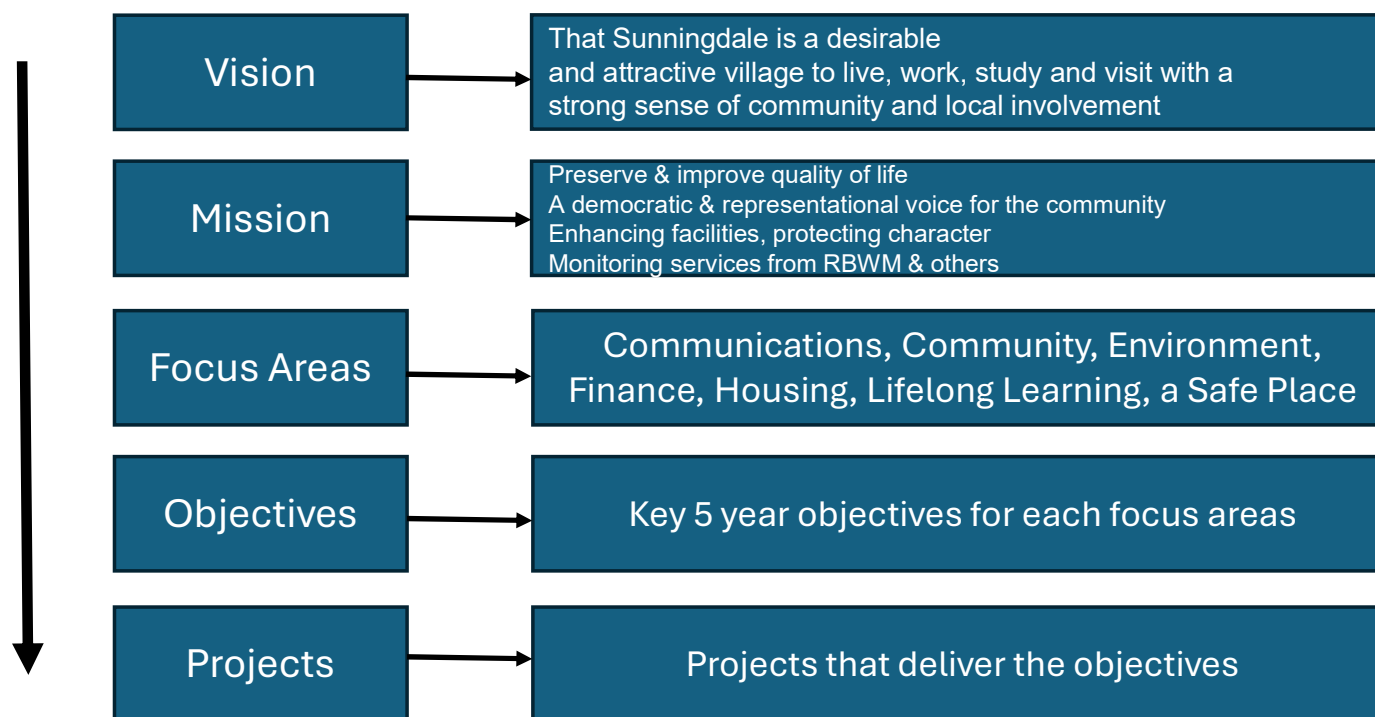 Vision
That Sunningdale is a desirable
and attractive village to live, work, study and visit with a
strong sense of community and local involvement
Mission
Preserve & improve quality of life
A democratic & representational voice for the community
Enhancing facilities, protecting character
Monitoring services from RBWM & others
Focus Areas
Communications, Community, Environment,
Finance, Housing, Lifelong Learning, a Safe Place
Objectives
Key 5 year objectives for each focus areas
Projects
Projects that deliver the objectives